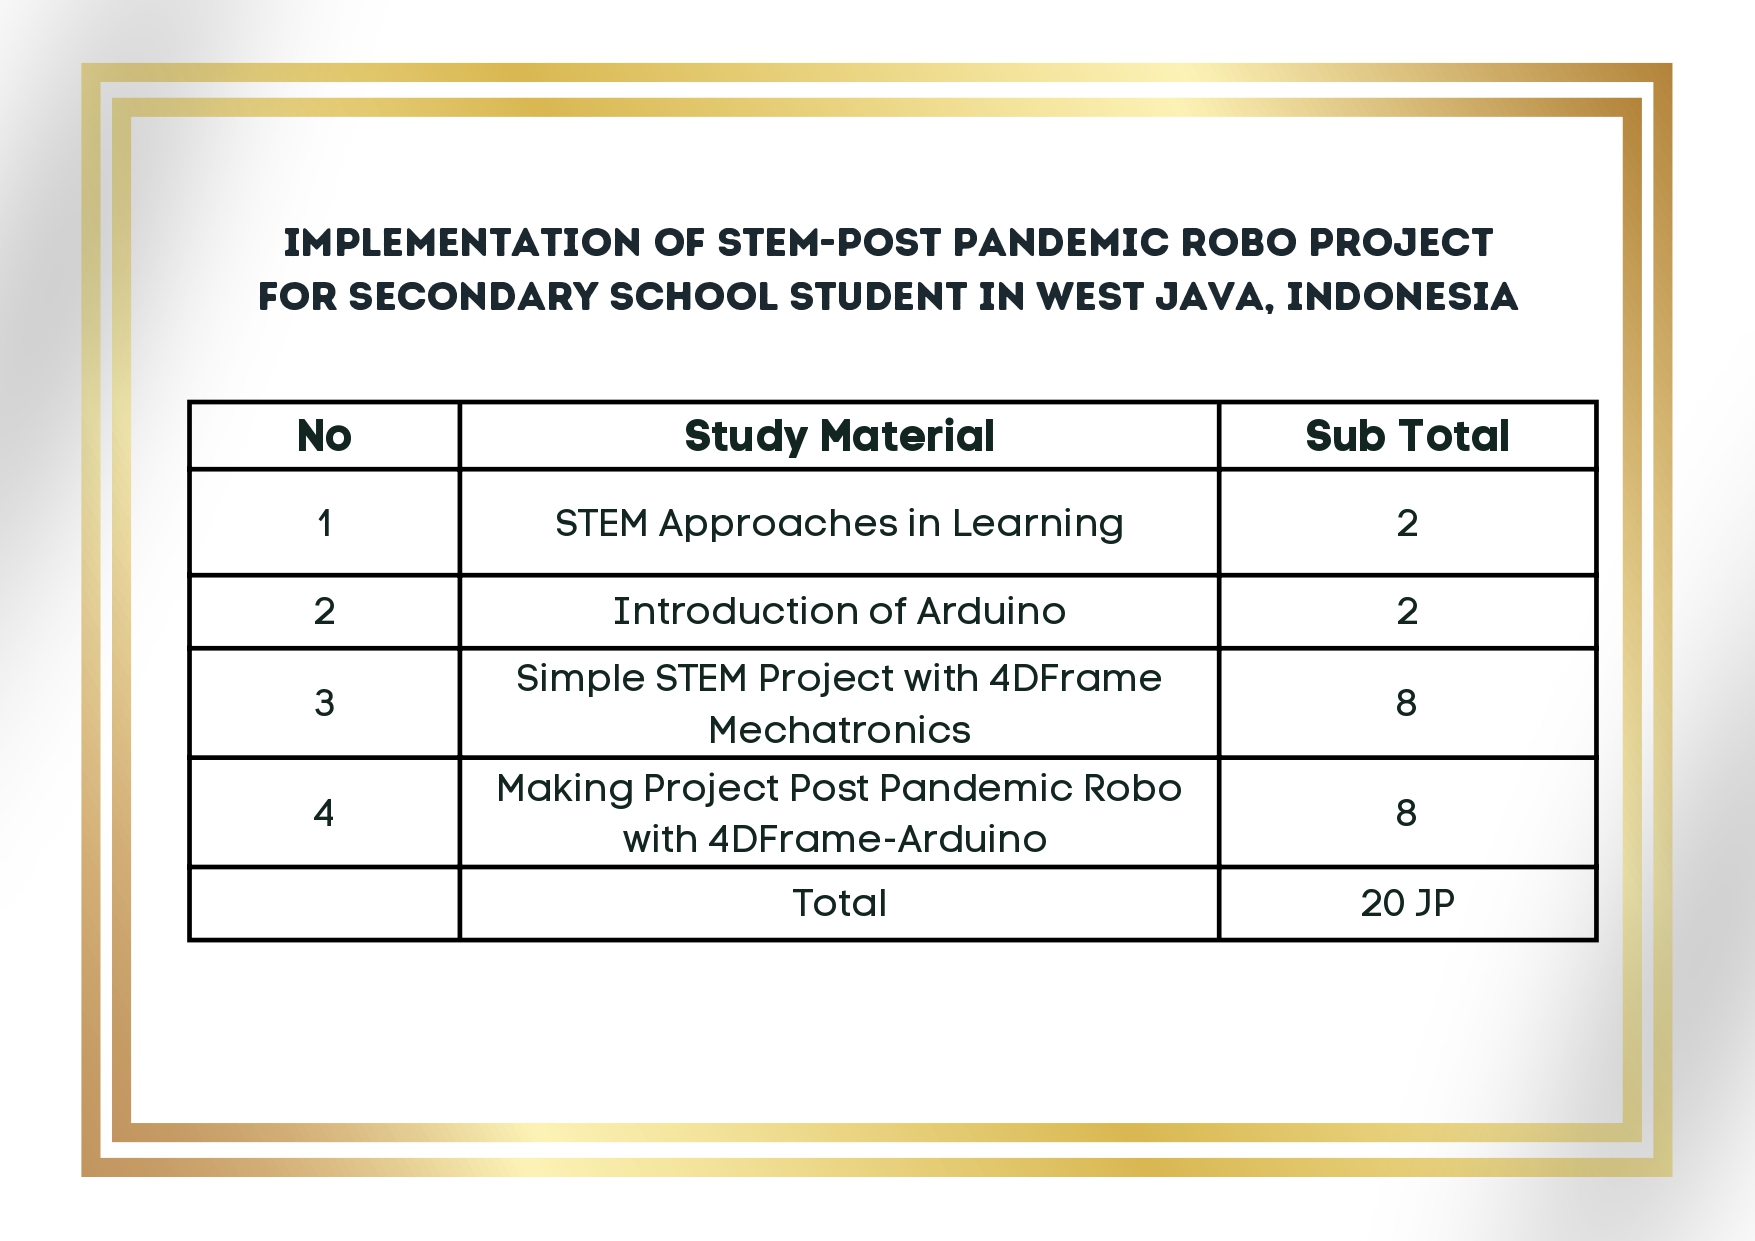 IMPLEMENTATION OF STEM-POST PANDEMIC ROBO PROJECT
FOR SECONDARY SCHOOL STUDENT IN WEST JAVA, INDONESIA
No Study Material Sub Total
1 STEM Approaches in Learning 2
2 Introduction of Arduino 2
3 Simple STEM Project with 4DFrame
Mechatronics 8
4 Making Project Post Pandemic Robo
with 4DFrame-Arduino 8
Total 20 JP